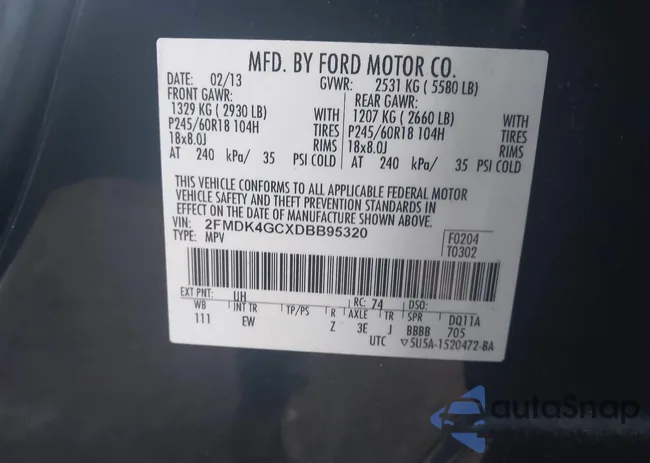 MFD. BY FORD MOTOR CO.
DATE: 02/13 GVWR: 2531 KG ( 5580 LB)
FRONT GAWR: REAR GAWR:
1329 KG ( 2930 LB) WITH 1207 KG ( 2660 LB) WITH
P245/60R18 104H TIRES P245/60R18 104H TIRES
18x8.0J RIMS 18x8.0J RIMS
AT 240 kPa/ 35 PSI COLD AT 240 kPa/ 35 PSI COLD
THIS VEHICLE CONFORMS TO ALL APPLICABLE FEDERAL MOTOR
VEHICLE SAFETY AND THEFT PREVENTION STANDARDS IN
EFFECT ON THE DATE OF MANUFACTURE SHOWN ABOVE.
VIN: 2FMDK4GCXDBB95320 F0204
TYPE: MPV T0302
EXT PNT: UH RC: 74 DSO:
WB INT TR TP/PS R AXLE TR SPR DQ11A
111 EW Z 3E J BBBB 705
UTC ▽5U5A-1520472-BA
autoSnap